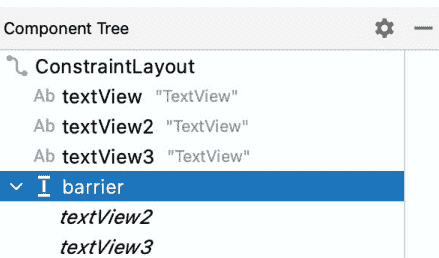 Component Tree
ConstraintLayout
Ab textView "TextView"
Ab textView2 "TextView"
Ab textView3 "TextView"
barrier
textView2
textView3